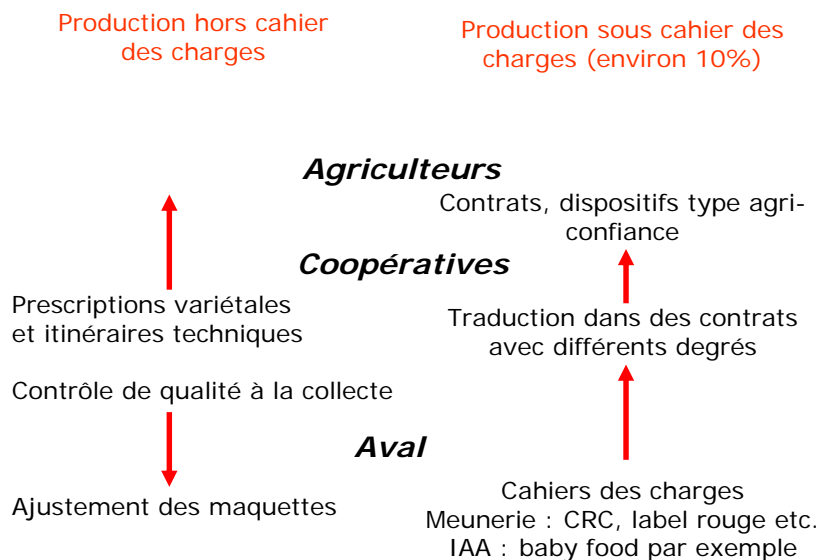 Production hors cahier
des charges
Production sous cahier des
charges (environ 10%)
Agriculteurs
Contrats, dispositifs type agri-
confiance
Coopératives
Prescriptions variétales
et itinéraires techniques
Traduction dans des contrats
avec différents degrés
Contrôle de qualité à la collecte
Aval
Ajustement des maquettes
Cahiers des charges
Meunerie : CRC, label rouge etc.
IAA : baby food par exemple